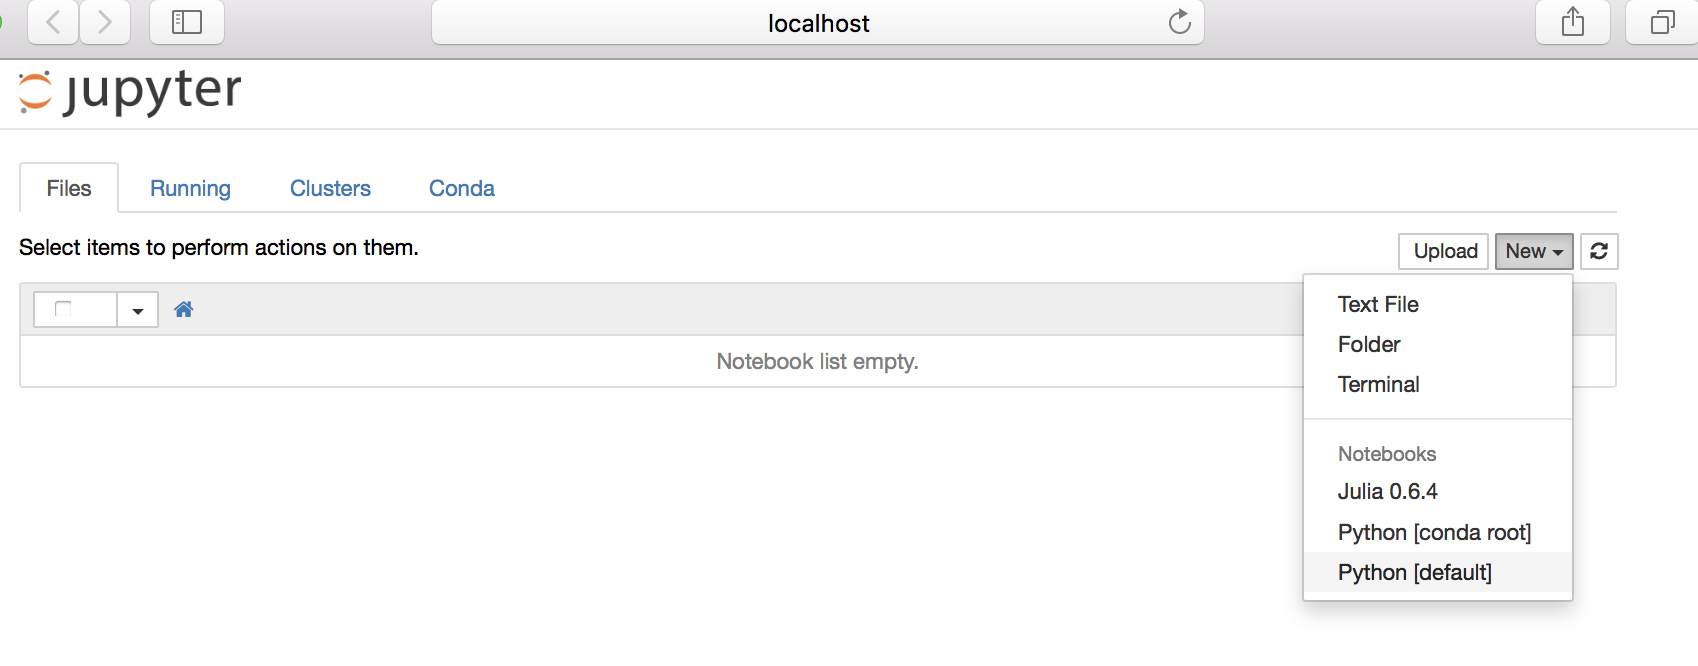 localhost
jupyter
Files Running Clusters Conda
Select items to perform actions on them.
Upload New
Notebook list empty.
Text File
Folder
Terminal
Notebooks
Julia 0.6.4
Python [conda root]
Python [default]